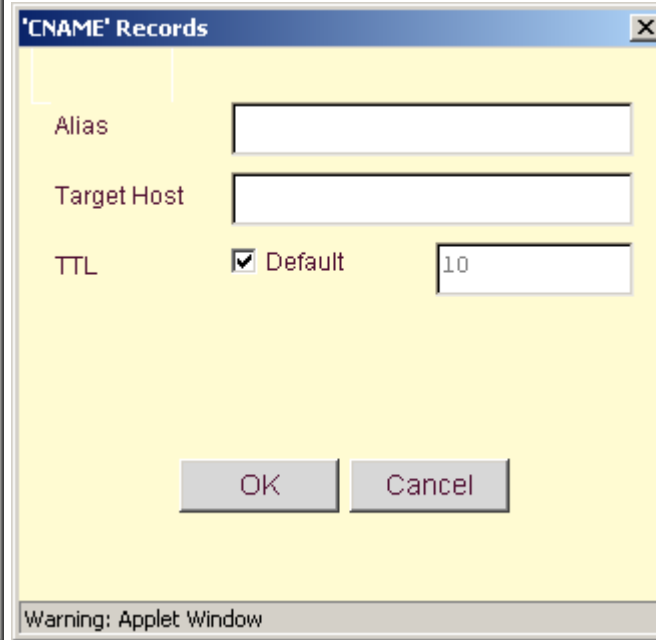 'CNAME' Records
Alias
Target Host
TTL Default 10
OK Cancel
Warning: Applet Window